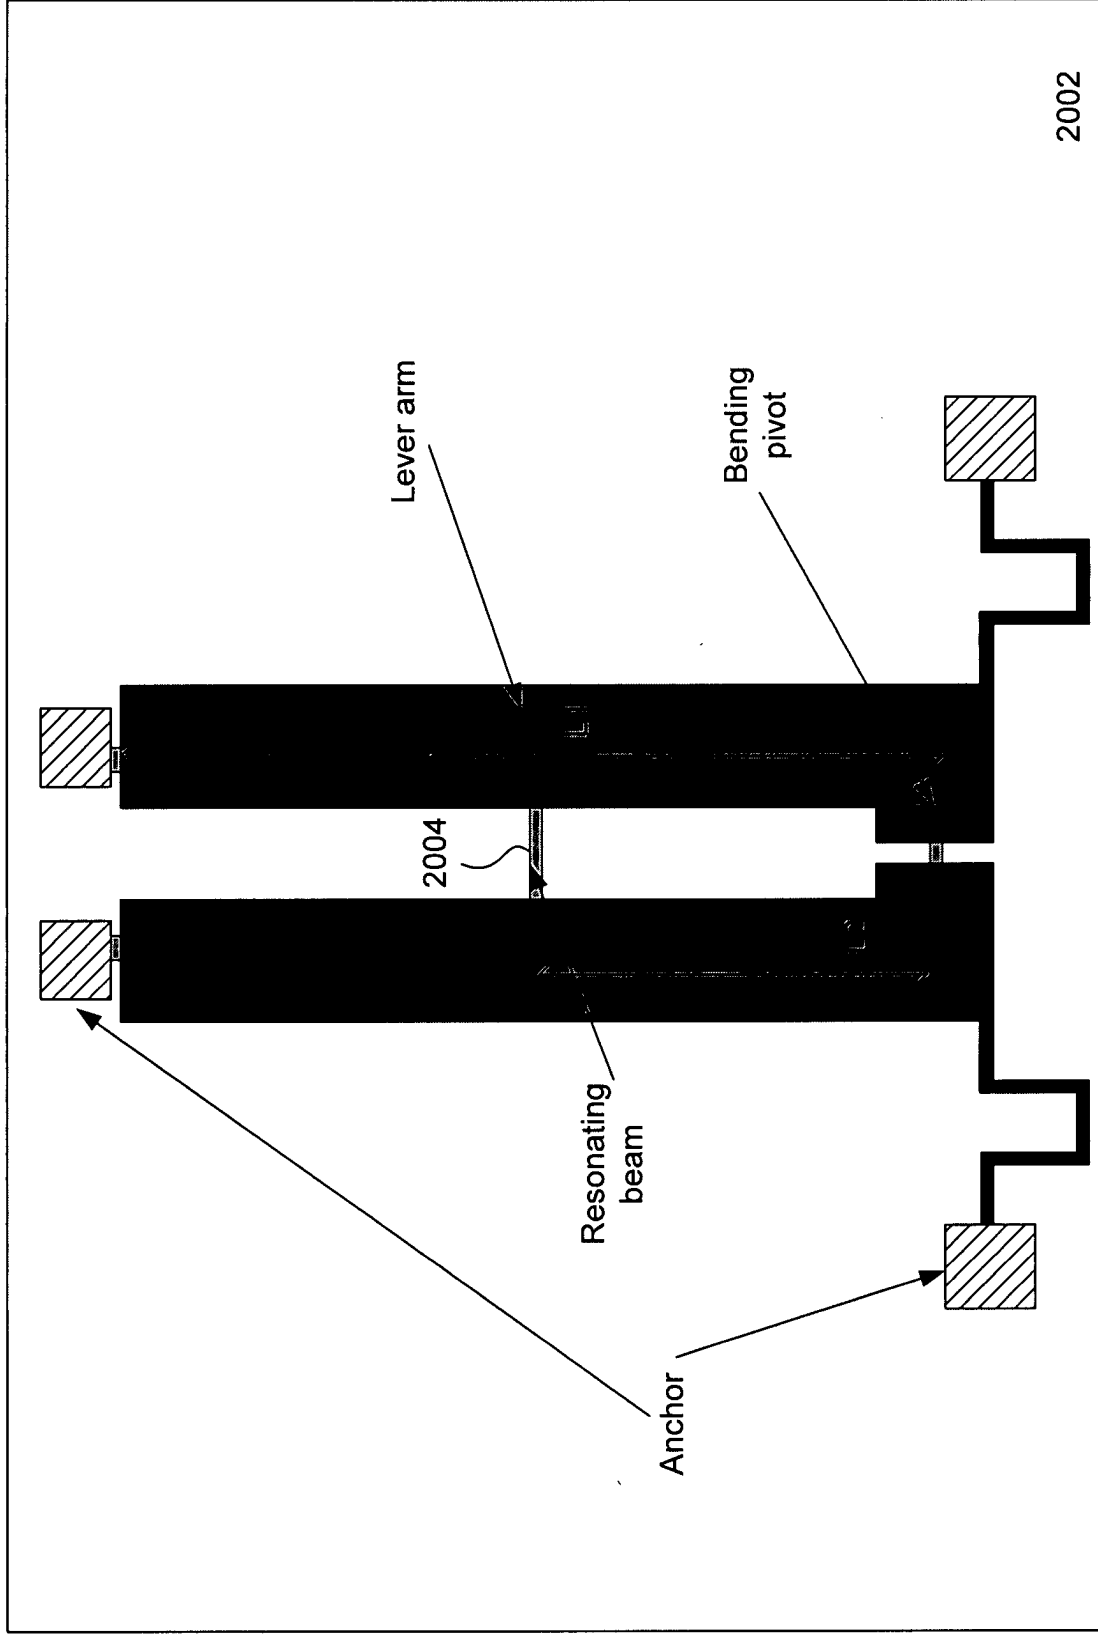 Lever arm
2004
Resonating
beam
Anchor
Bending
pivot
2002